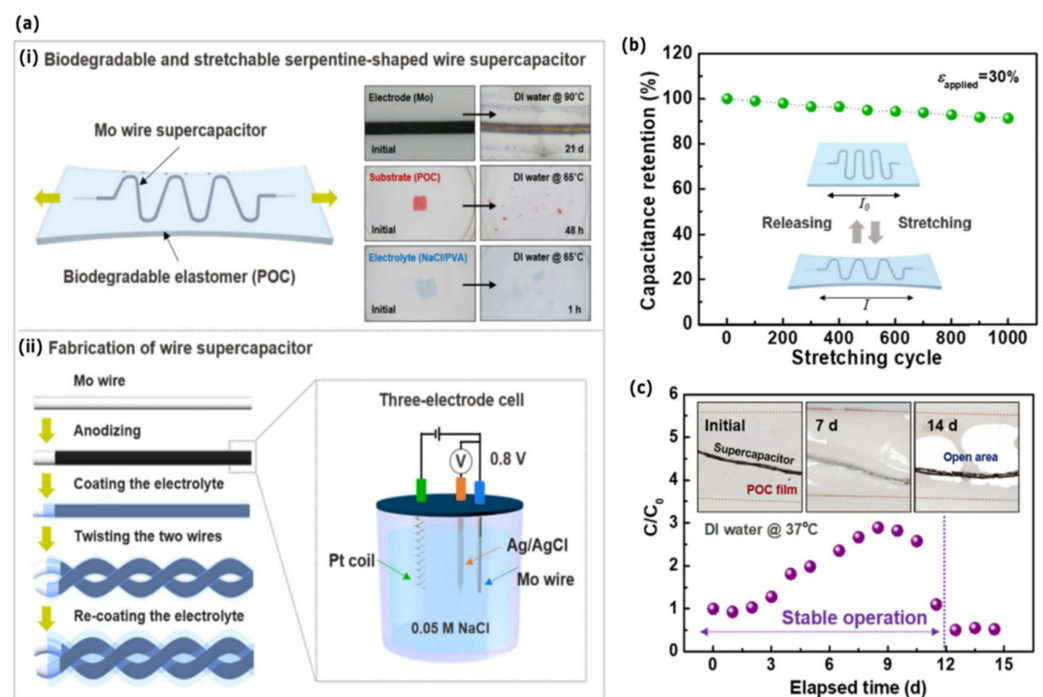 (a)
(i) Biodegradable and stretchable serpentine-shaped wire supercapacitor
Mo wire supercapacitor
Biodegradable elastomer (POC)
Electrode (Mo)
Initial
DI water @ 90°C
21 d
Substrate (POC)
Initial
DI water @ 65°C
48 h
Electrolyte (NaCl/PVA)
Initial
DI water @ 65°C
1 h
(ii) Fabrication of wire supercapacitor
Mo wire
Anodizing
Coating the electrolyte
Twisting the two wires
Re-coating the electrolyte
Three-electrode cell
V
0.8 V
Pt coil
Ag/AgCl
Mo wire
0.05 M NaCl
(b)
Capacitance retention (%)
120
100
80
60
40
20
0
εapplied=30%
I0
Releasing
Stretching
I
0 200 400 600 800 1000
Stretching cycle
(c)
C/C0
6
5
4
3
2
1
0
Initial
Supercapacitor
POC film
7 d
14 d
Open area
DI water @ 37°C
Stable operation
0 3 6 9 12 15
Elapsed time (d)